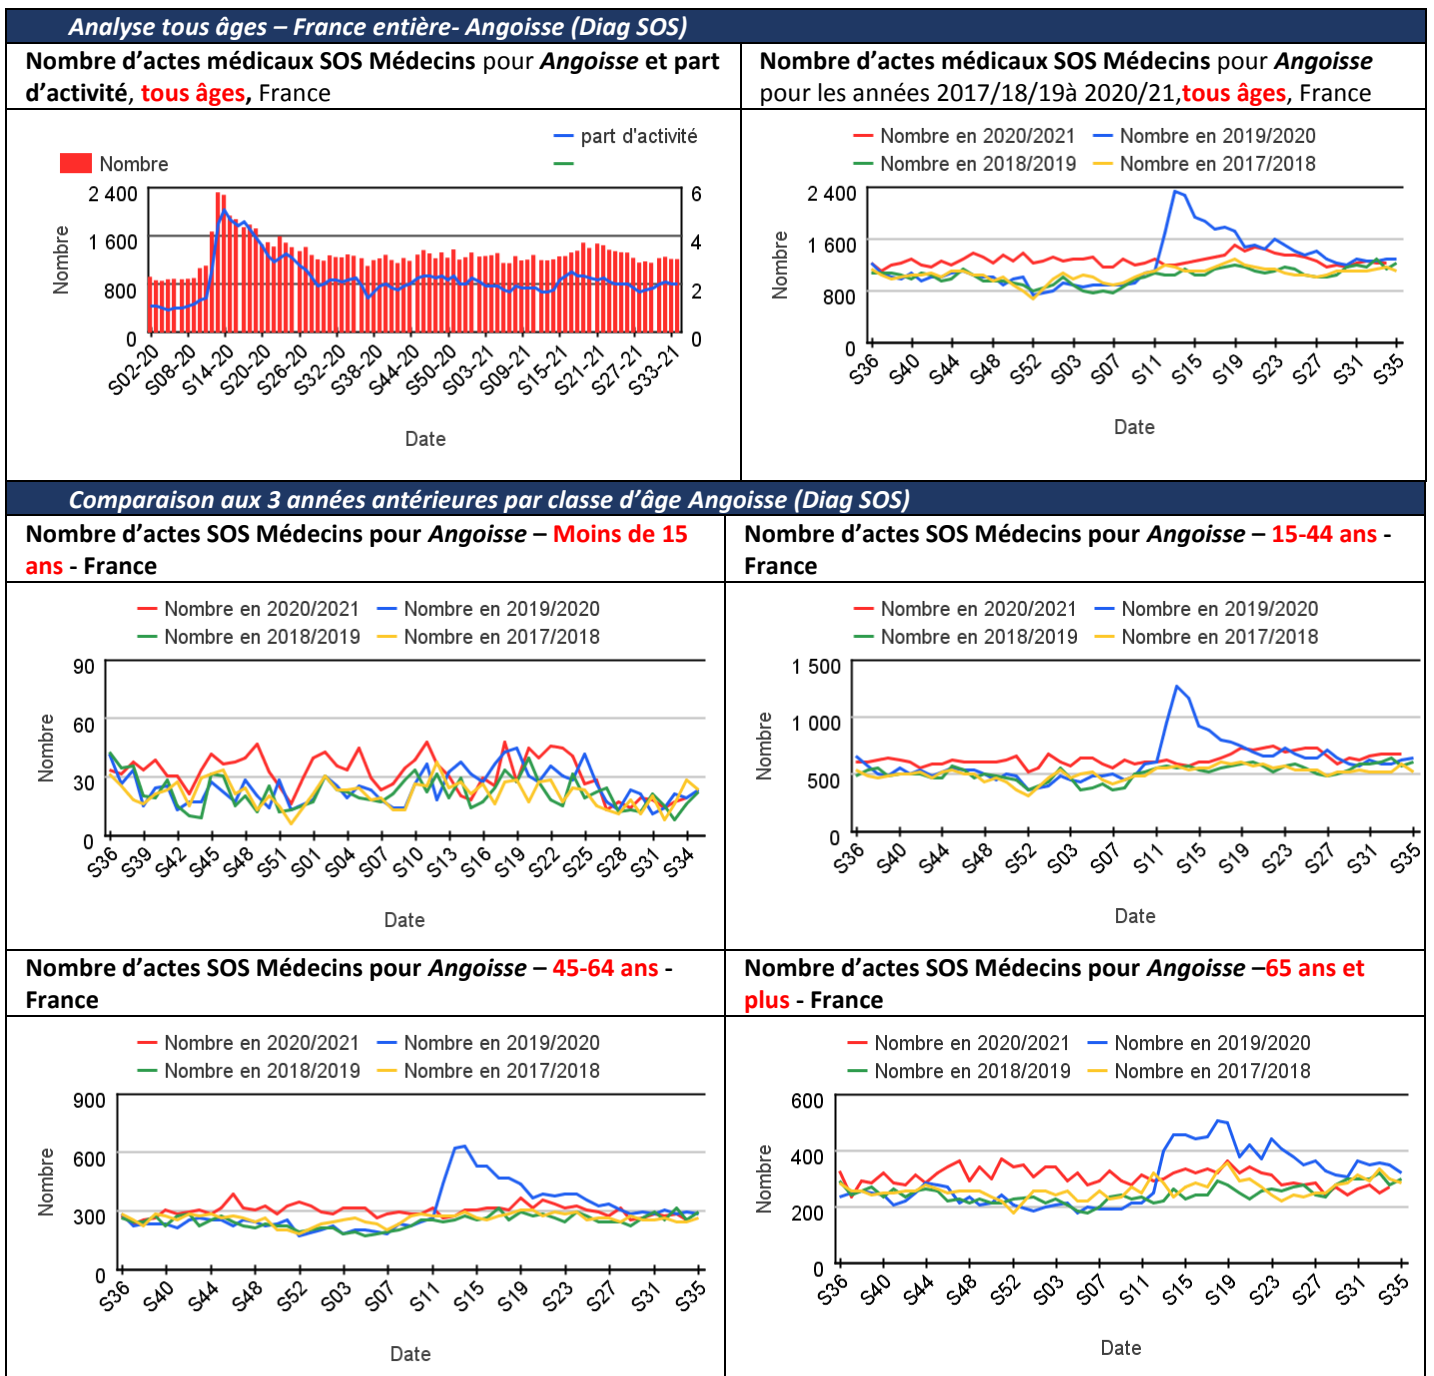 Analyse tous âges – France entière- Angoisse (Diag SOS)
Nombre d'actes médicaux SOS Médecins pour Angoisse et part
d'activité, tous âges, France
Nombre d'actes médicaux SOS Médecins pour Angoisse
pour les années 2017/18/19à 2020/21,tous âges, France
part d'activité
Nombre
2 400
1 600
800
0
6
4
2
0
Nombre
S02-20
S08-20
S14-20
S20-20
S26-20
S32-20
S38-20
S44-20
S50-20
S03-21
S09-21
S15-21
S21-21
S27-21
S33-21
Date
Nombre en 2020/2021
Nombre en 2019/2020
Nombre en 2018/2019
Nombre en 2017/2018
2 400
1 600
800
0
Nombre
S36
S40
S44
S48
S52
S03
S07
S11
S15
S19
S23
S27
S31
S35
Date
Comparaison aux 3 années antérieures par classe d'âge Angoisse (Diag SOS)
Nombre d'actes SOS Médecins pour Angoisse – Moins de 15
ans - France
Nombre d'actes SOS Médecins pour Angoisse – 15-44 ans -
France
Nombre en 2020/2021
Nombre en 2019/2020
Nombre en 2018/2019
Nombre en 2017/2018
90
60
30
0
Nombre
S36
S39
S42
S45
S48
S51
S01
S04
S07
S10
S13
S16
S19
S22
S25
S28
S31
S34
Date
Nombre en 2020/2021
Nombre en 2019/2020
Nombre en 2018/2019
Nombre en 2017/2018
1 500
1 000
500
0
Nombre
S36
S40
S44
S48
S52
S03
S07
S11
S15
S19
S23
S27
S31
S35
Date
Nombre d'actes SOS Médecins pour Angoisse – 45-64 ans -
France
Nombre d'actes SOS Médecins pour Angoisse –65 ans et
plus - France
Nombre en 2020/2021
Nombre en 2019/2020
Nombre en 2018/2019
Nombre en 2017/2018
900
600
300
0
Nombre
S36
S40
S44
S48
S52
S03
S07
S11
S15
S19
S23
S27
S31
S35
Date
Nombre en 2020/2021
Nombre en 2019/2020
Nombre en 2018/2019
Nombre en 2017/2018
600
400
200
0
Nombre
S36
S40
S44
S48
S52
S03
S07
S11
S15
S19
S23
S27
S31
S35
Date